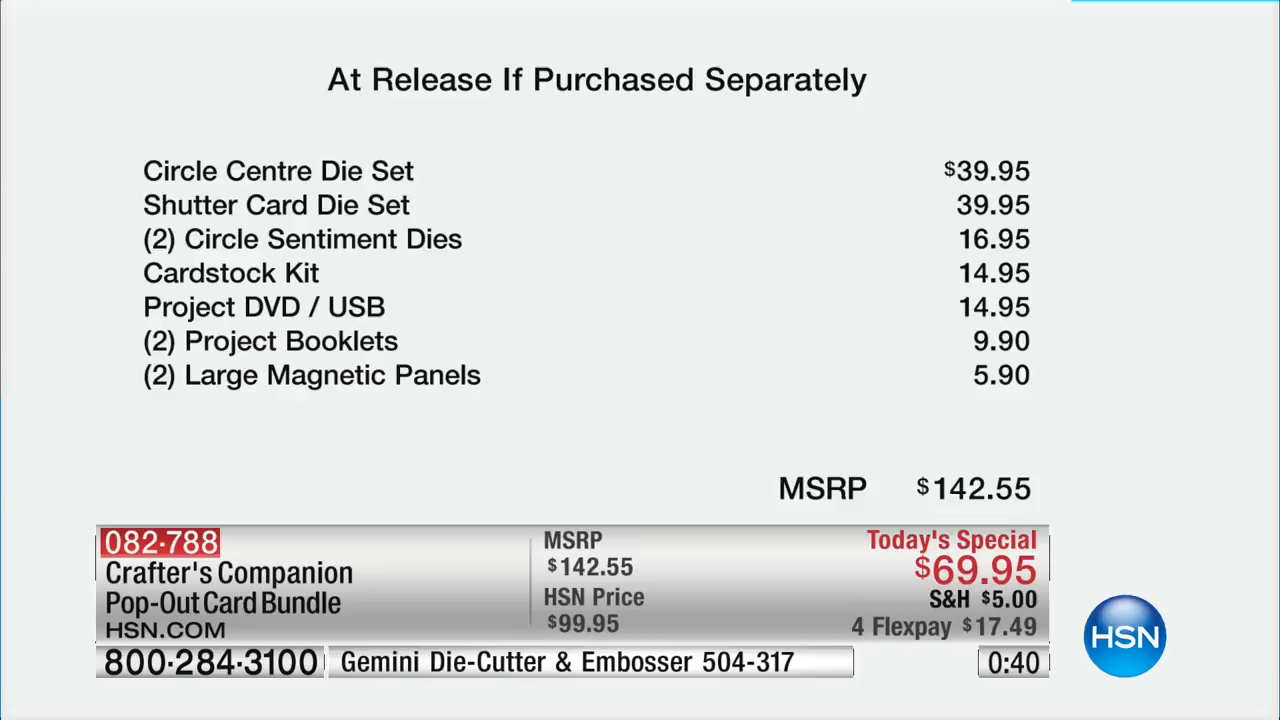 At Release If Purchased Separately
Circle Centre Die Set $39.95
Shutter Card Die Set 39.95
(2) Circle Sentiment Dies 16.95
Cardstock Kit 14.95
Project DVD / USB 14.95
(2) Project Booklets 9.90
(2) Large Magnetic Panels 5.90
MSRP $142.55
082·788
Crafter's Companion
Pop-Out Card Bundle
HSN.COM
MSRP
$142.55
HSN Price
$99.95
Today's Special
$69.95
S&H $5.00
4 Flexpay $17.49
800·284·3100
Gemini Die-Cutter & Embosser 504-317
0:40
HSN